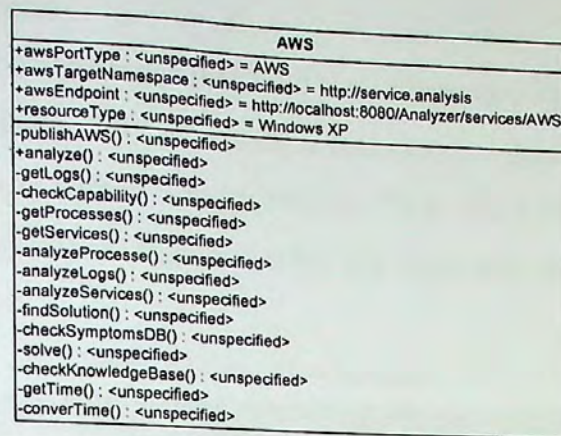 AWS
+awsPortType : <unspecified> = AWS
+awsTargetNamespace : <unspecified> = http://service.analysis
+awsEndpoint : <unspecified> = http://localhost:8080/Analyzer/services/AWS
+resourceType : <unspecified> = Windows XP
-publishAWS() : <unspecified>
+analyze() : <unspecified>
-getLogs() : <unspecified>
-checkCapability() : <unspecified>
-getProcesses() : <unspecified>
-getServices() : <unspecified>
-analyzeProcesse() : <unspecified>
-analyzeLogs() : <unspecified>
-analyzeServices() : <unspecified>
-findSolution() : <unspecified>
-checkSymptomsDB() : <unspecified>
-solve() : <unspecified>
-checkKnowledgeBase() : <unspecified>
-getTime() : <unspecified>
-converTime() : <unspecified>